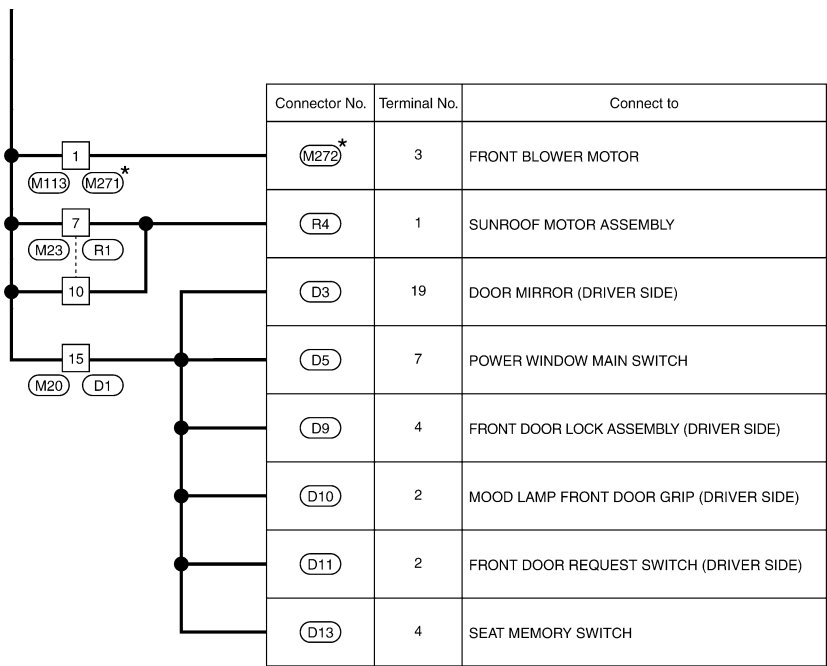 Connector No. Terminal No. Connect to
1 M272* 3 FRONT BLOWER MOTOR
M113 M271*
7 R4 1 SUNROOF MOTOR ASSEMBLY
M23 R1
10 D3 19 DOOR MIRROR (DRIVER SIDE)
15 D5 7 POWER WINDOW MAIN SWITCH
M20 D1
D9 4 FRONT DOOR LOCK ASSEMBLY (DRIVER SIDE)
D10 2 MOOD LAMP FRONT DOOR GRIP (DRIVER SIDE)
D11 2 FRONT DOOR REQUEST SWITCH (DRIVER SIDE)
D13 4 SEAT MEMORY SWITCH